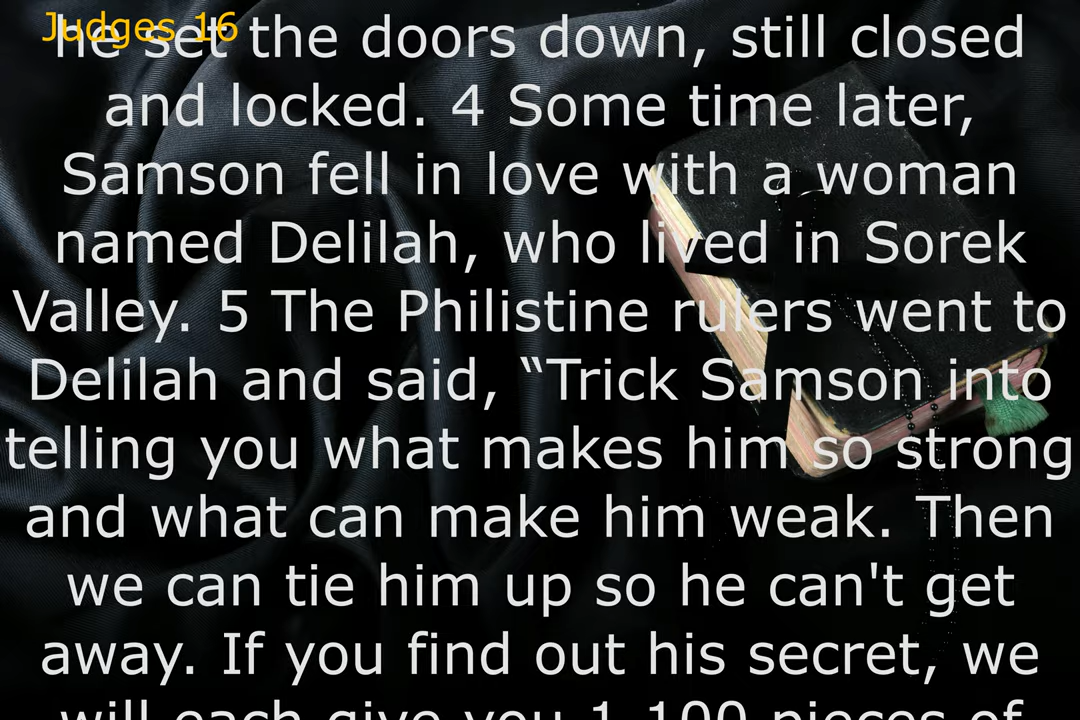 Judges 16
he set the doors down, still closed
and locked. 4 Some time later,
Samson fell in love with a woman
named Delilah, who lived in Sorek
Valley. 5 The Philistine rulers went to
Delilah and said, “Trick Samson into
telling you what makes him so strong
and what can make him weak. Then
we can tie him up so he can't get
away. If you find out his secret, we
will each give you 1,100 pieces of